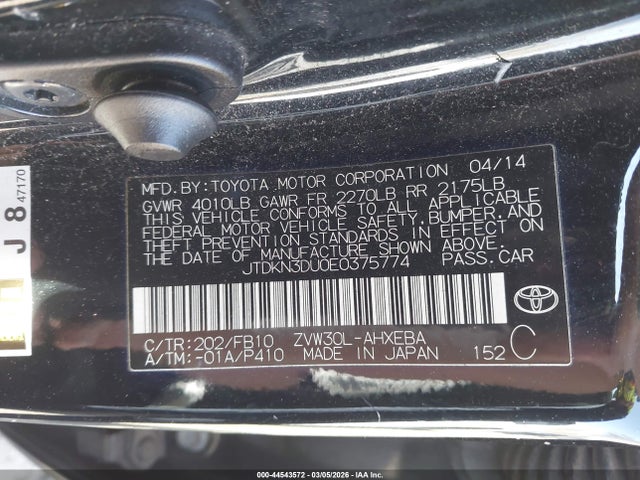 J 8 47170
MFD. BY: TOYOTA MOTOR CORPORATION 04/14
GVWR 4010LB GAWR FR 2270LB RR 2175LB
THIS VEHICLE CONFORMS TO ALL APPLICABLE
FEDERAL MOTOR VEHICLE SAFETY, BUMPER, AND
THEFT PREVENTION STANDARDS IN EFFECT ON
THE DATE OF MANUFACTURE SHOWN ABOVE.
JTDKN3DU0E0375774 PASS. CAR
C/TR: 202/FB10 ZVW30L-AHXEBA
A/TM: -01A/P410 MADE IN JAPAN 152 C
000-44543572 | 03/05/2026 - IAA Inc.